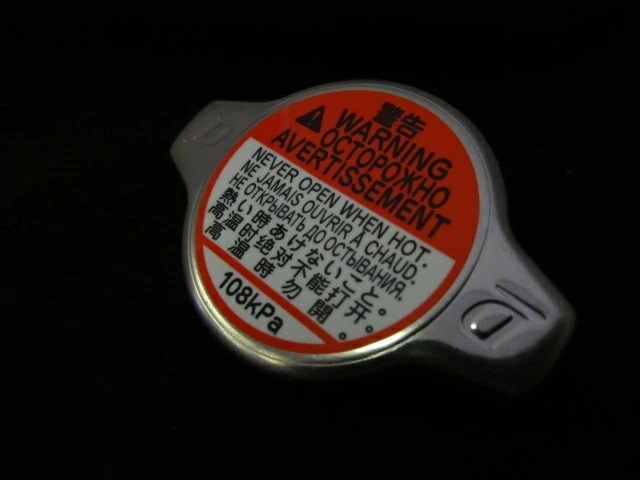 警告
WARNING
ОСТОРОЖНО
AVERTISSEMENT
NEVER OPEN WHEN HOT.
NE JAMAIS OUVRIR À CHAUD.
НЕ ОТКРЫВАТЬ ДО ОСТЫВАНИЯ.
熱い時あけないこと。
高温时绝对不能打开。
高温時勿開。
108kPa
D
D